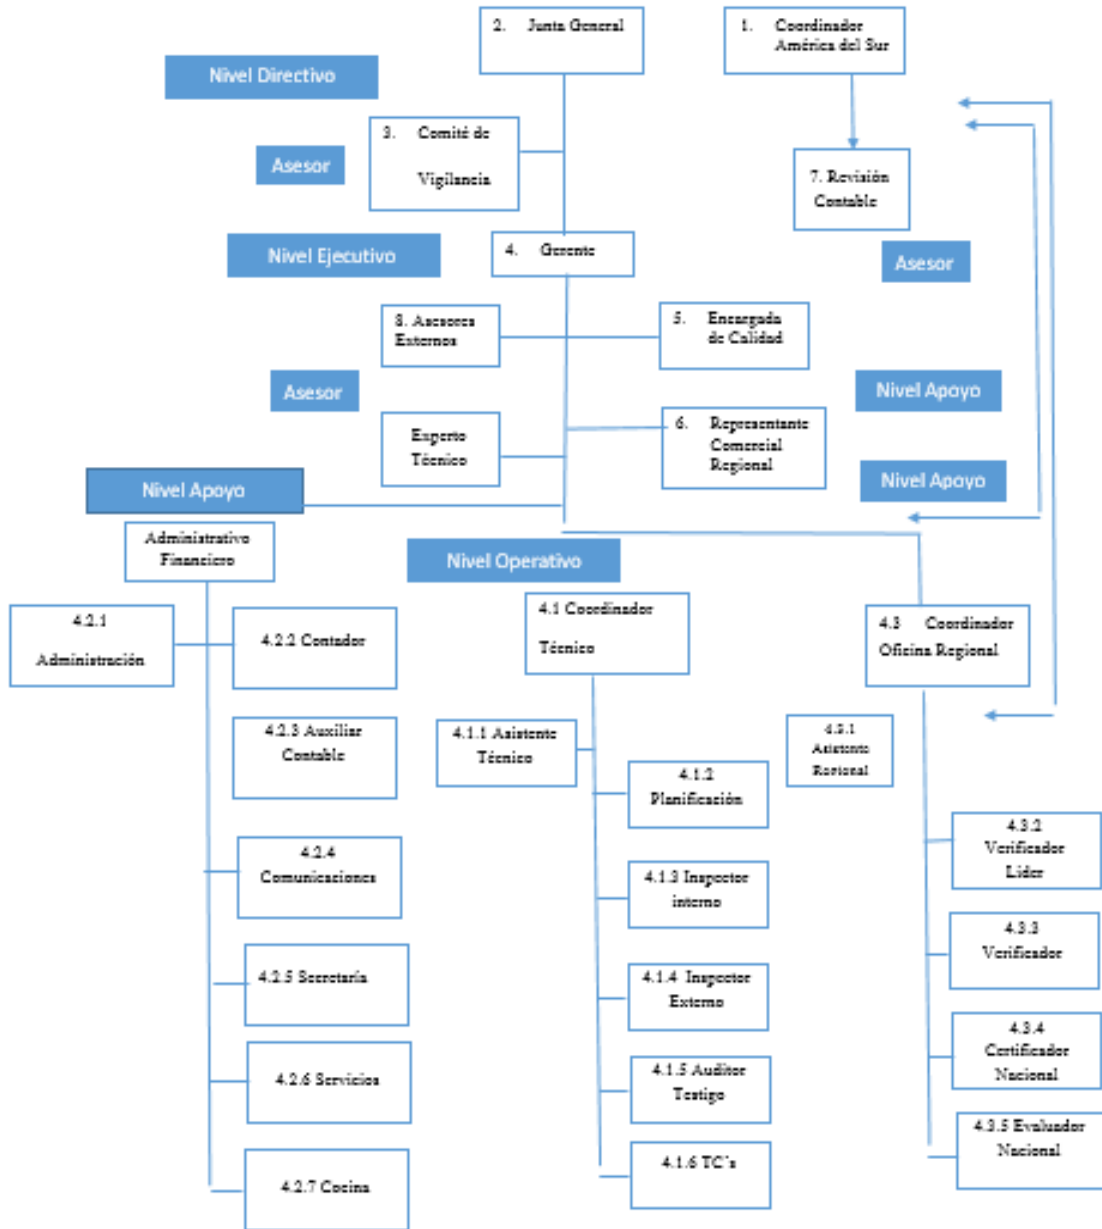 2. Junta General
1. Coordinador
América del Sur
Nivel Directivo
3. Comité de
Vigilancia
Asesor
7. Revisión
Contable
Nivel Ejecutivo
4. Gerente
Asesor
8. Asesores
Externos
5. Encargada
de Calidad
Asesor
Nivel Apoyo
Experto
Técnico
6. Representante
Comercial
Regional
Nivel Apoyo
Nivel Apoyo
Administrativo
Financiero
Nivel Operativo
4.2.1
Administración
4.2.2 Contador
4.1 Coordinador
Técnico
4.3 Coordinador
Oficina Regional
4.2.3 Auxiliar
Contable
4.1.1 Asistente
Técnico
4.3.1
Asistente
Regional
4.1.2
Planificación
4.2.4
Comunicaciones
4.1.3 Inspector
interno
4.3.2
Verificador
Lider
4.3.3
Verificador
4.2.5 Secretaría
4.1.4 Inspector
Externo
4.3.4
Certificador
Nacional
4.2.6 Servicios
4.1.5 Auditor
Testigo
4.3.5 Evaluador
Nacional
4.1.6 TC´s
4.2.7 Cocina